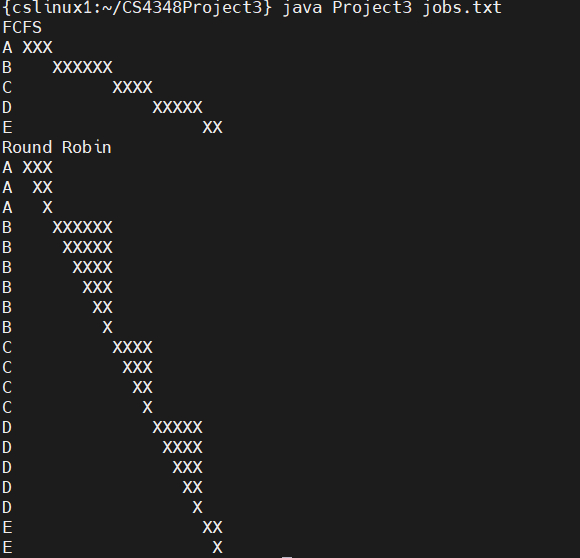 {cslinux1:~/CS4348Project3} java Project3 jobs.txt
FCFS
A XXX
B    XXXXXX
C          XXXX
D              XXXXX
E                   XX
Round Robin
A XXX
A  XX
A   X
B    XXXXXX
B     XXXXX
B      XXXX
B       XXX
B        XX
B         X
C          XXXX
C           XXX
C            XX
C             X
D              XXXXX
D               XXXX
D                XXX
D                 XX
D                  X
E                   XX
E                    X